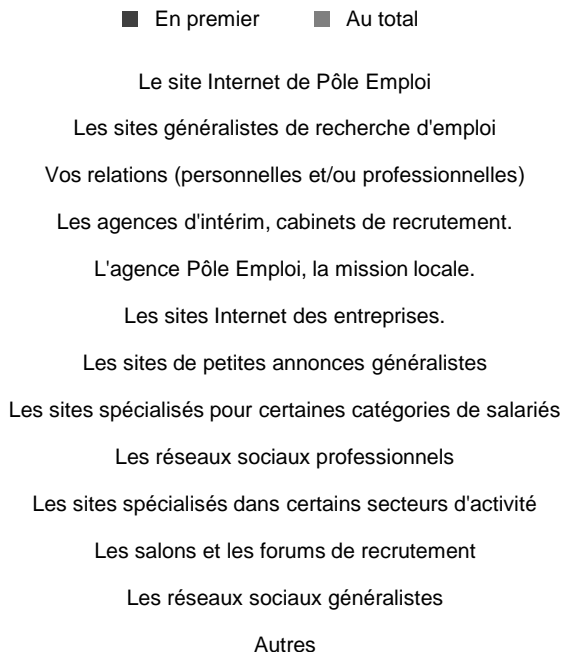 En premier Au total
Le site Internet de Pôle Emploi
Les sites généralistes de recherche d'emploi
Vos relations (personnelles et/ou professionnelles)
Les agences d'intérim, cabinets de recrutement.
L'agence Pôle Emploi, la mission locale.
Les sites Internet des entreprises.
Les sites de petites annonces généralistes
Les sites spécialisés pour certaines catégories de salariés
Les réseaux sociaux professionnels
Les sites spécialisés dans certains secteurs d'activité
Les salons et les forums de recrutement
Les réseaux sociaux généralistes
Autres